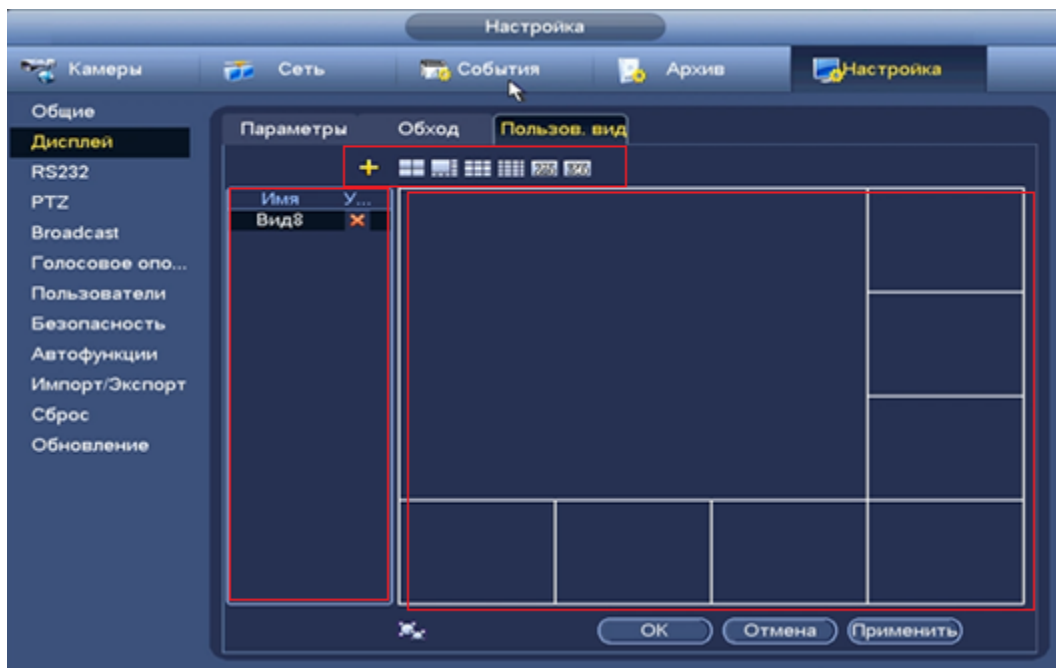 Настройка
Камеры Сеть События Архив Настройка
Общие
Дисплей
RS232
PTZ
Broadcast
Голосовое опо...
Пользователи
Безопасность
Автофункции
Импорт/Экспорт
Сброс
Обновление
Параметры Обход Пользов. вид
Имя У...
Вид8
ОК Отмена Применить